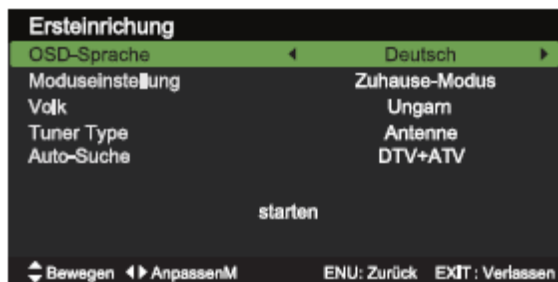 Ersteinrichung
OSD-Sprache Deutsch
Moduseinstellung Zuhause-Modus
Volk Ungarn
Tuner Type Antenne
Auto-Suche DTV+ATV
starten
Bewegen AnpassenM ENU: Zurück EXIT : Verlassen